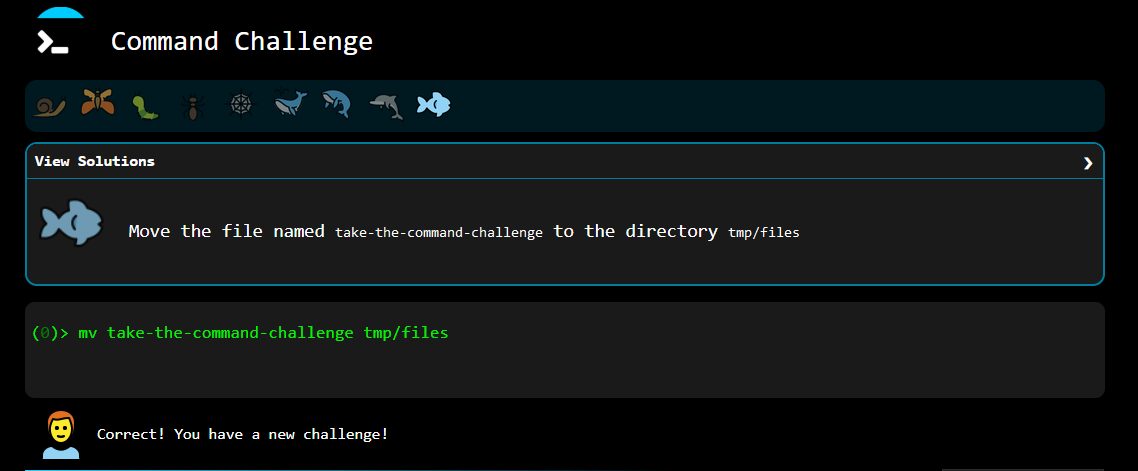 Command Challenge
View Solutions
Move the file named take-the-command-challenge to the directory tmp/files
(0)> mv take-the-command-challenge tmp/files
Correct! You have a new challenge!